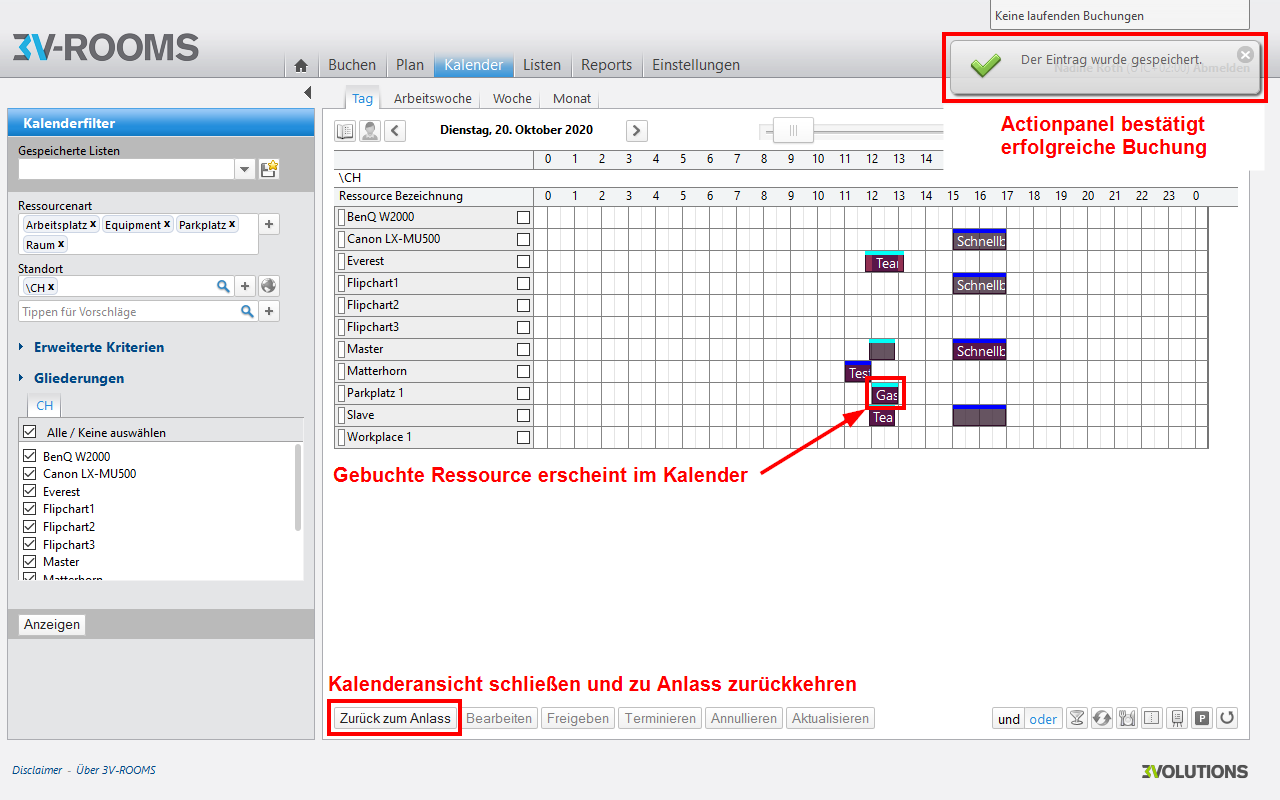 Keine laufenden Buchungen
3V-ROOMS
Der Eintrag wurde gespeichert.
Nadine Roth (UTC+02:00) Abmelden
Buchen
Plan
Kalender
Listen
Reports
Einstellungen
Tag
Arbeitswoche
Woche
Monat
Kalenderfilter
Dienstag, 20. Oktober 2020
Actionpanel bestätigt
erfolgreiche Buchung
Gespeicherte Listen
0 1 2 3 4 5 6 7 8 9 10 11 12 13 14
\CH
Ressource Bezeichnung
0 1 2 3 4 5 6 7 8 9 10 11 12 13 14 15 16 17 18 19 20 21 22 23 0
Ressourcenart
Arbeitsplatz x Equipment x Parkplatz x
Raum x
Standort
\CH x
Tippen für Vorschläge
Erweiterte Kriterien
Gliederungen
CH
Alle / Keine auswählen
BenQ W2000
Canon LX-MU500
Everest
Flipchart1
Flipchart2
Flipchart3
Master
Matterhorn
Anzeigen
BenQ W2000
Canon LX-MU500 Schnellb
Everest Tear
Flipchart1 Schnellb
Flipchart2
Flipchart3
Master Schnellb
Matterhorn Tes
Parkplatz 1 Gas
Slave Tea
Workplace 1
Gebuchte Ressource erscheint im Kalender
Kalenderansicht schließen und zu Anlass zurückkehren
Zurück zum Anlass
Bearbeiten
Freigeben
Terminieren
Annullieren
Aktualisieren
und
oder
P
Disclaimer - Über 3V-ROOMS
3VOLUTIONS